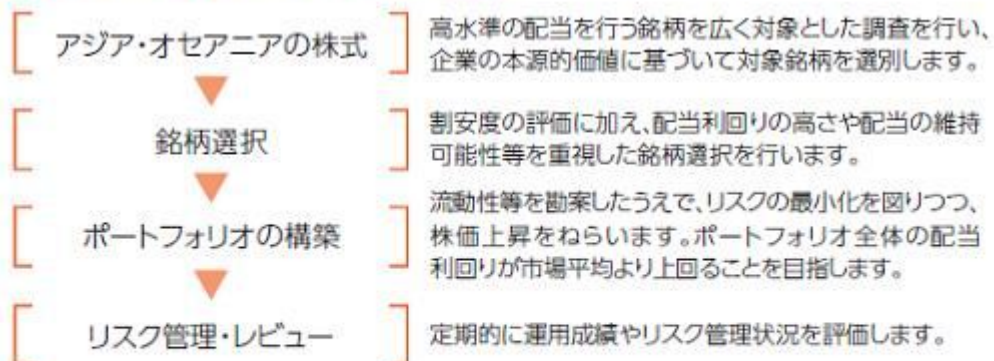 アジア・オセアニアの株式
高水準の配当を行う銘柄を広く対象とした調査を行い、
企業の本源的価値に基づいて対象銘柄を選別します。
銘柄選択
割安度の評価に加え、配当利回りの高さや配当の維持
可能性等を重視した銘柄選択を行います。
ポートフォリオの構築
流動性等を勘案したうえで、リスクの最小化を図りつつ、
株価上昇をねらいます。ポートフォリオ全体の配当
利回りが市場平均より上回ることを目指します。
リスク管理・レビュー
定期的に運用成績やリスク管理状況を評価します。